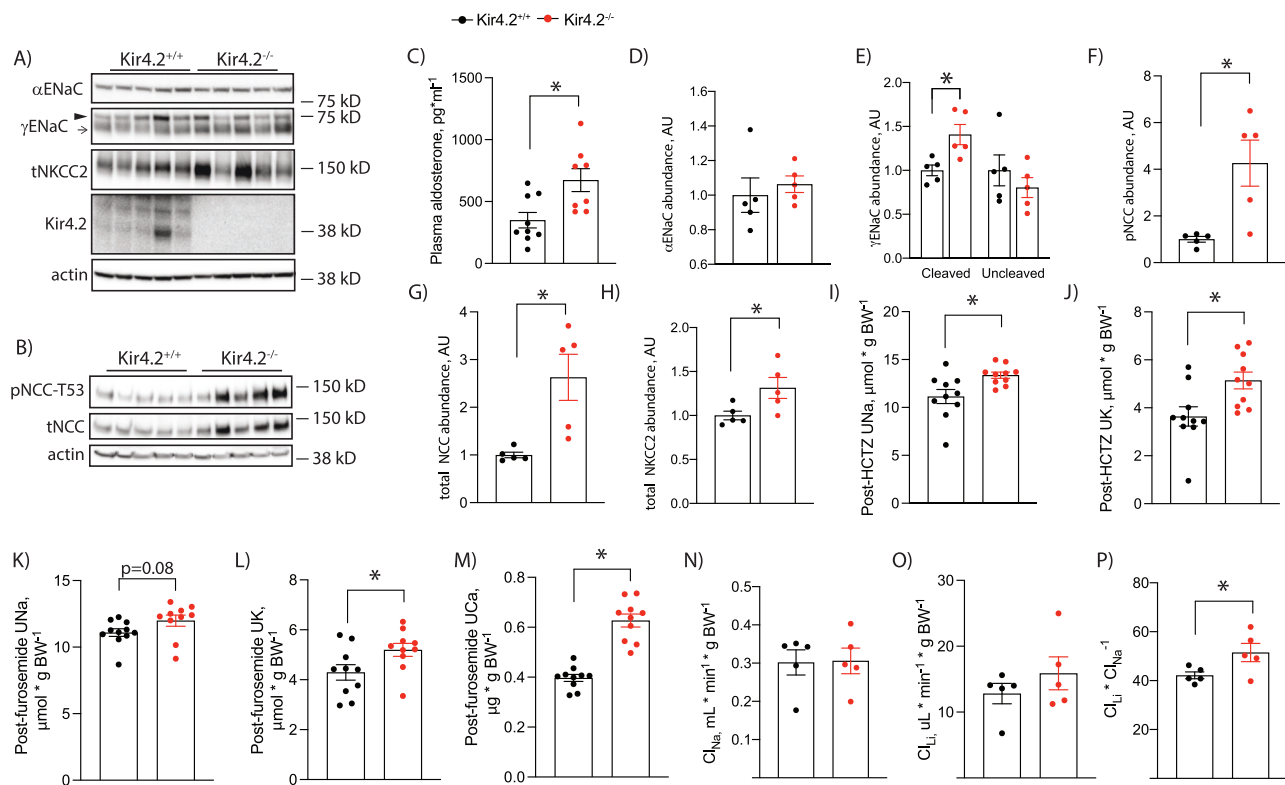 Kir4.2+/+ Kir4.2-/-
A)
Kir4.2+/+ Kir4.2-/-
αENaC
75 kD
γENaC
75 kD
tNKCC2
150 kD
Kir4.2
38 kD
actin
38 kD
B)
Kir4.2+/+ Kir4.2-/-
pNCC-T53
150 kD
tNCC
150 kD
actin
38 kD
C)
Plasma aldosterone, pg*ml-1
1500
1000
500
0
*
D)
αENaC abundance, AU
1.6
1.4
1.2
1.0
0.8
0.6
E)
γENaC abundance, AU
2.0
1.5
1.0
0.5
0.0
*
Cleaved Uncleaved
F)
pNCC abundance, AU
8
6
4
2
0
*
G)
total NCC abundance, AU
4
3
2
1
0
*
H)
total NKCC2 abundance, AU
2.0
1.5
1.0
0.5
0.0
*
I)
Post-HCTZ UNa, µmol * g BW-1
20
15
10
5
0
*
J)
Post-HCTZ UK, µmol * g BW-1
8
6
4
2
0
*
K)
Post-furosemide UNa,
µmol * g BW-1
15
10
5
0
p=0.08
L)
Post-furosemide UK,
µmol * g BW-1
8
6
4
2
0
*
M)
Post-furosemide UCa,
µg * g BW-1
0.8
0.6
0.4
0.2
0.0
*
N)
ClNa, mL * min1 * g BW-1
0.5
0.4
0.3
0.2
0.1
O)
ClLi, uL * min-1 * g BW-1
30
20
10
0
P)
ClLi * ClNa-1
80
60
40
20
*